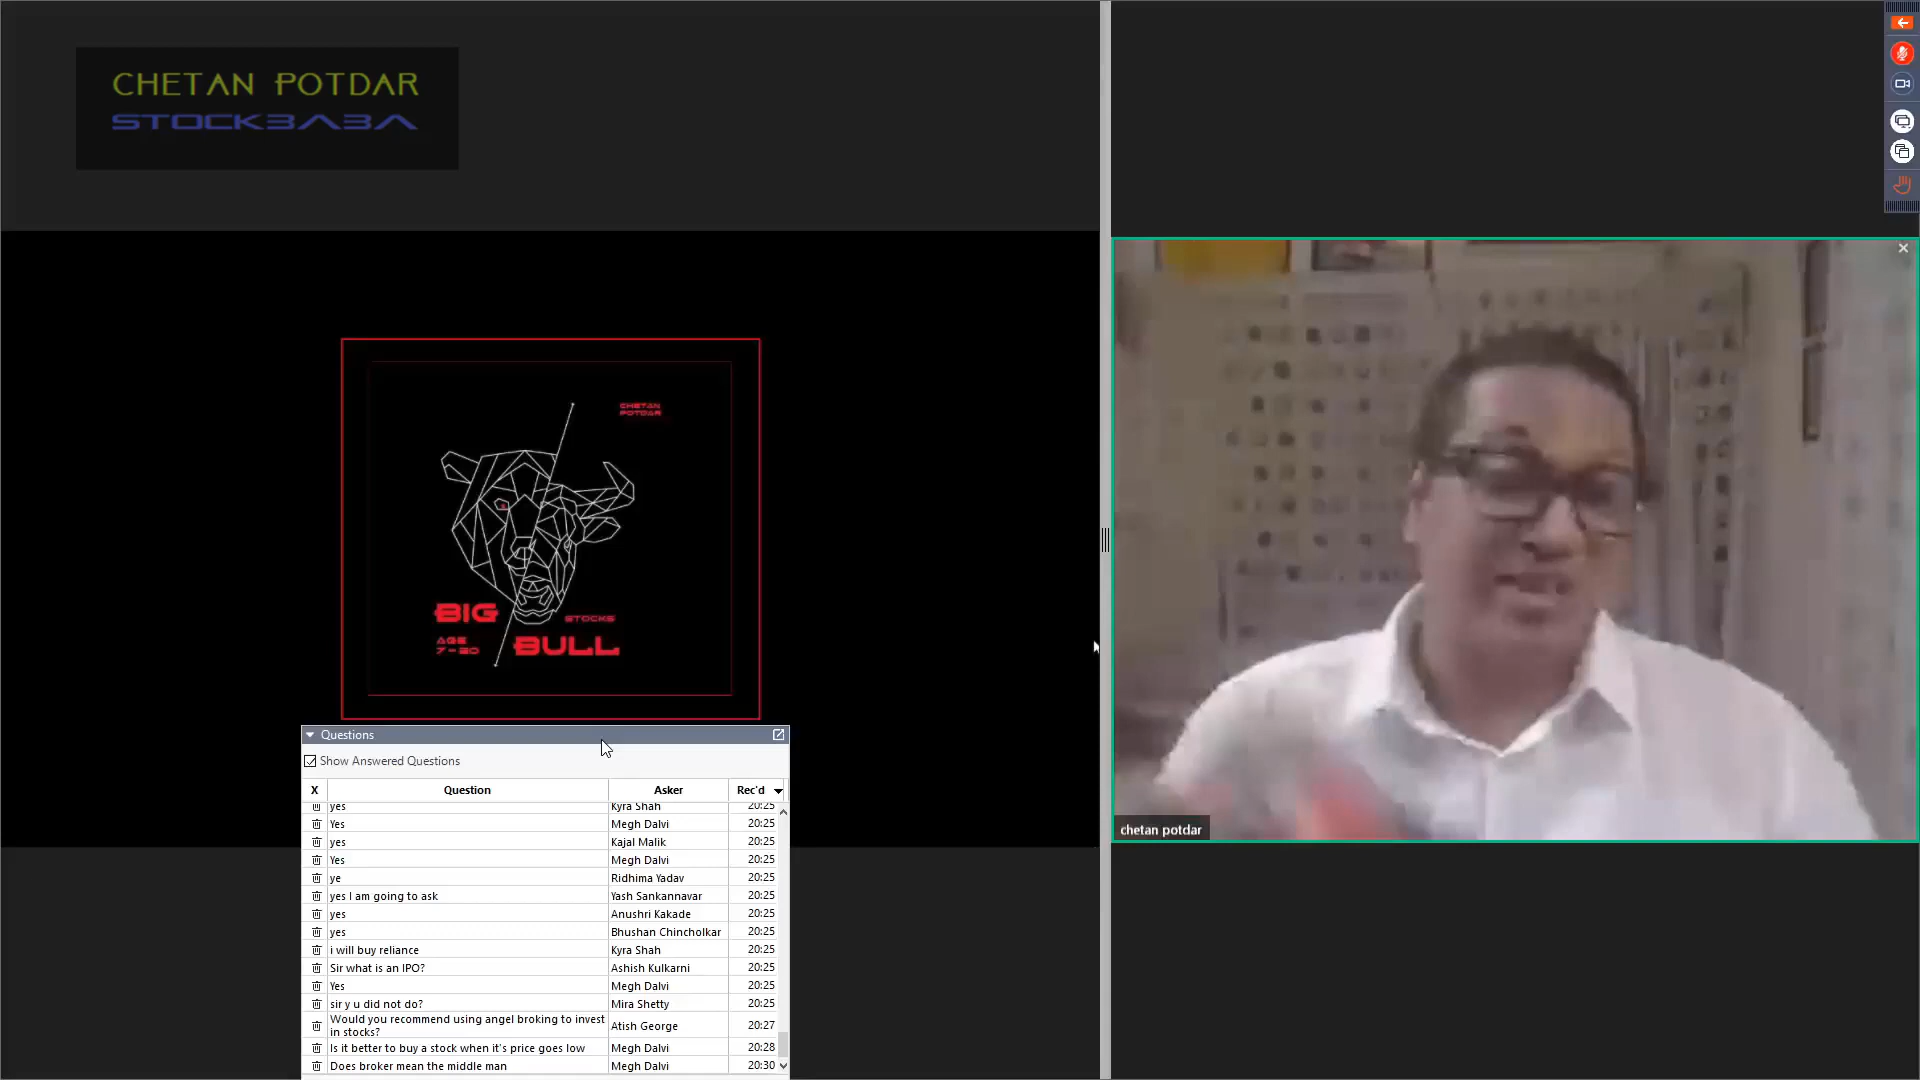 CHETAN POTDAR
STOCKBABA
CHETAN
POTDAR
BIG
STOCKS
AGE
7-20
BULL
Questions
Show Answered Questions
X Question Asker Rec'd
yes Kyra Shah 20:25
Yes Megh Dalvi 20:25
yes Kajal Malik 20:25
Yes Megh Dalvi 20:25
ye Ridhima Yadav 20:25
yes I am going to ask Yash Sankannavar 20:25
yes Anushri Kakade 20:25
yes Bhushan Chincholkar 20:25
i will buy reliance Kyra Shah 20:25
Sir what is an IPO? Ashish Kulkarni 20:25
Yes Megh Dalvi 20:25
sir y u did not do? Mira Shetty 20:25
Would you recommend using angel broking to invest
in stocks? Atish George 20:27
Is it better to buy a stock when it's price goes low Megh Dalvi 20:28
Does broker mean the middle man Megh Dalvi 20:30
chetan potdar